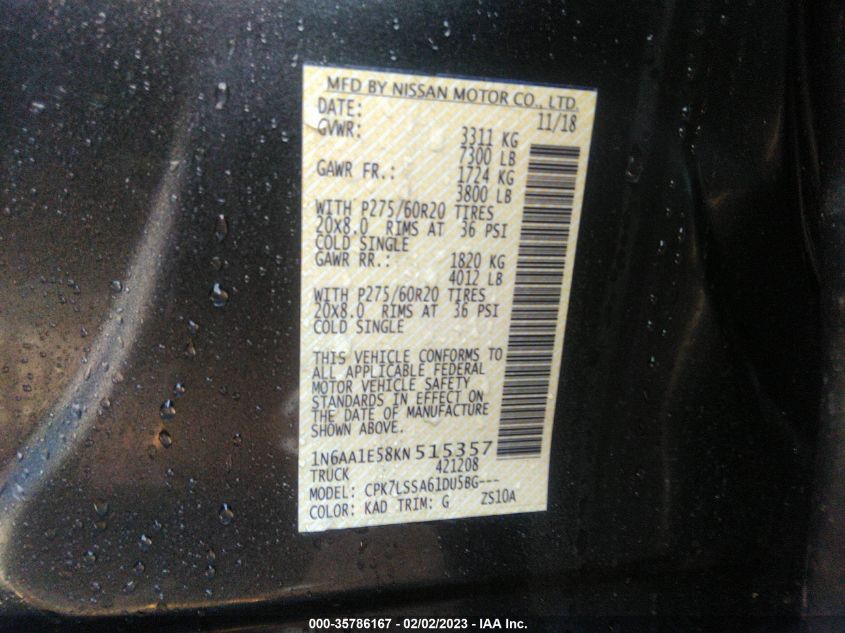 MFD BY NISSAN MOTOR CO., LTD.
DATE: 11/18
GVWR: 3311 KG
7300 LB
GAWR FR.: 1724 KG
3800 LB
WITH P275/60R20 TIRES
20X8.0 RIMS AT 36 PSI
COLD SINGLE
GAWR RR.: 1820 KG
4012 LB
WITH P275/60R20 TIRES
20X8.0 RIMS AT 36 PSI
COLD SINGLE
THIS VEHICLE CONFORMS TO
ALL APPLICABLE FEDERAL
MOTOR VEHICLE SAFETY
STANDARDS IN EFFECT ON
THE DATE OF MANUFACTURE
SHOWN ABOVE.
1N6AA1E58KN515357
TRUCK 421208
MODEL: CPK7LSSA61DU5BG---
COLOR: KAD TRIM: G ZS10A
000-35786167 - 02/02/2023 - IAA Inc.